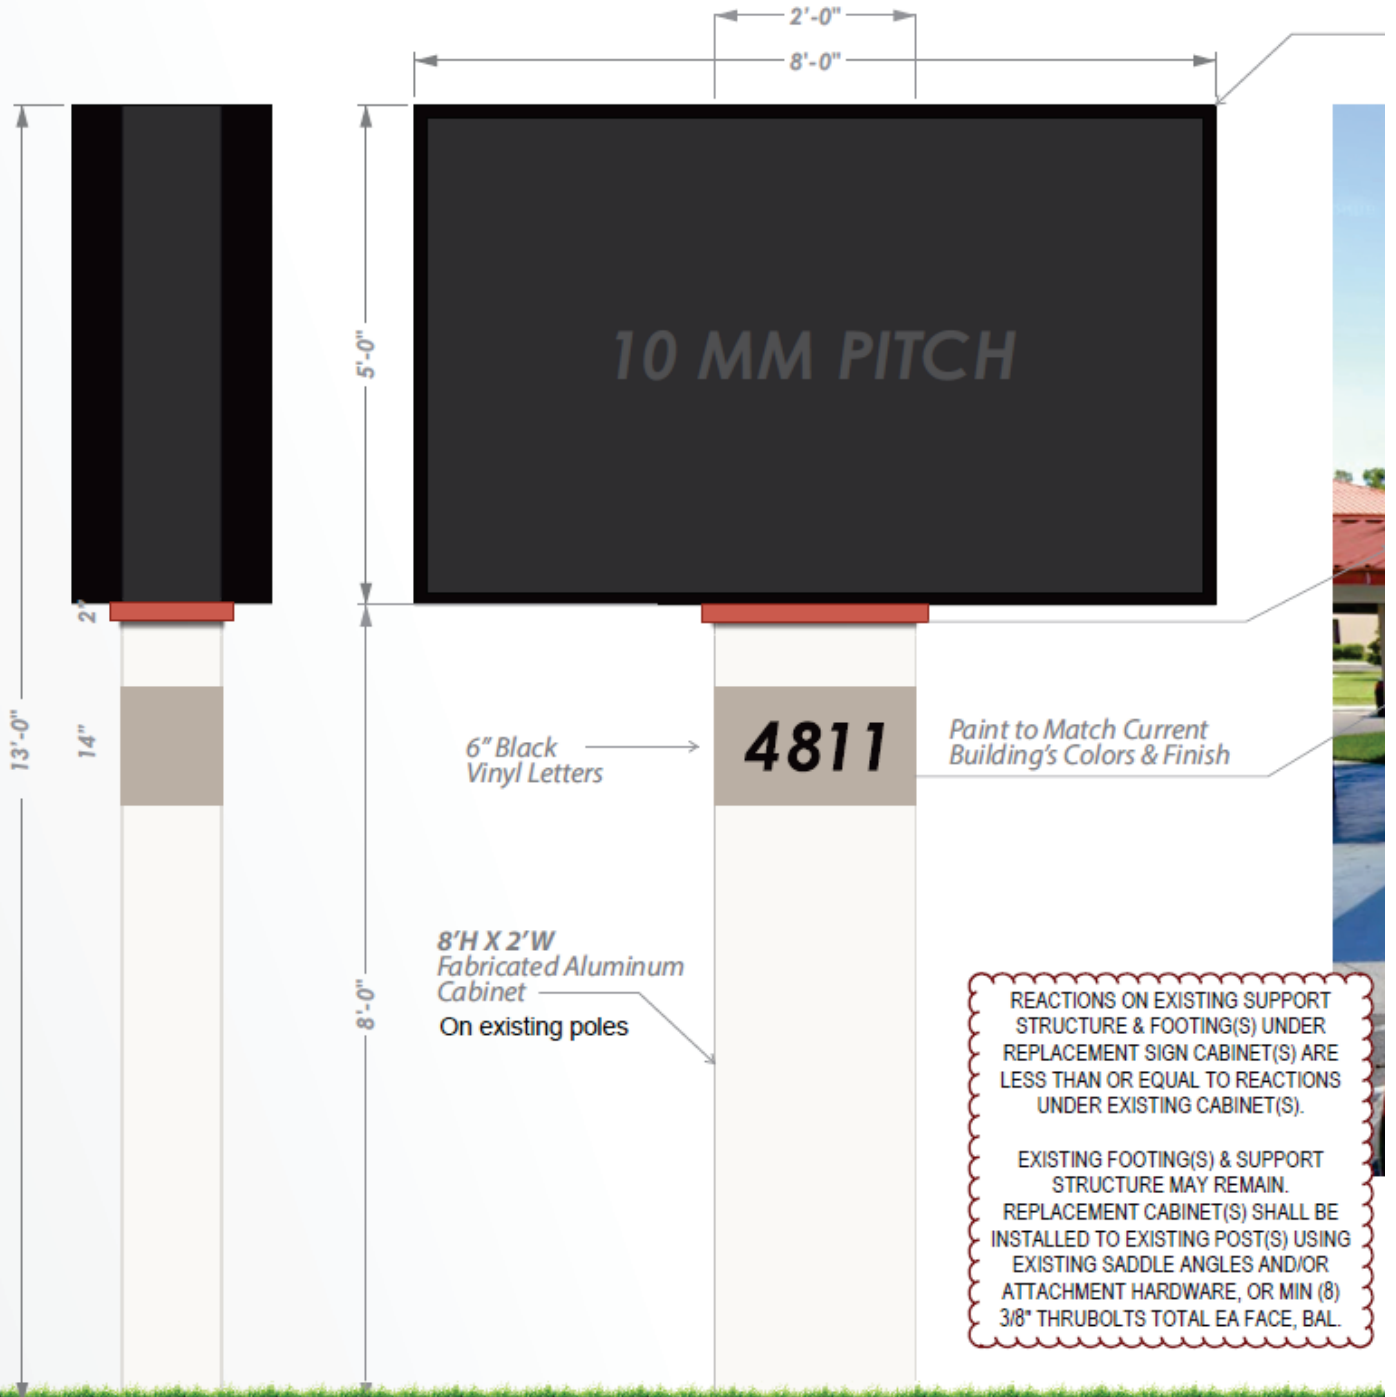 2'-0"
8'-0"
5'-0"
10 MM PITCH
2"
13'-0"
14"
6" Black
Vinyl Letters
4811
Paint to Match Current
Building's Colors & Finish
8'H X 2'W
Fabricated Aluminum
Cabinet
On existing poles
8'-0"
REACTIONS ON EXISTING SUPPORT
STRUCTURE & FOOTING(S) UNDER
REPLACEMENT SIGN CABINET(S) ARE
LESS THAN OR EQUAL TO REACTIONS
UNDER EXISTING CABINET(S).
EXISTING FOOTING(S) & SUPPORT
STRUCTURE MAY REMAIN.
REPLACEMENT CABINET(S) SHALL BE
INSTALLED TO EXISTING POST(S) USING
EXISTING SADDLE ANGLES AND/OR
ATTACHMENT HARDWARE, OR MIN (8)
3/8" THRUBOLTS TOTAL EA FACE, BAL.